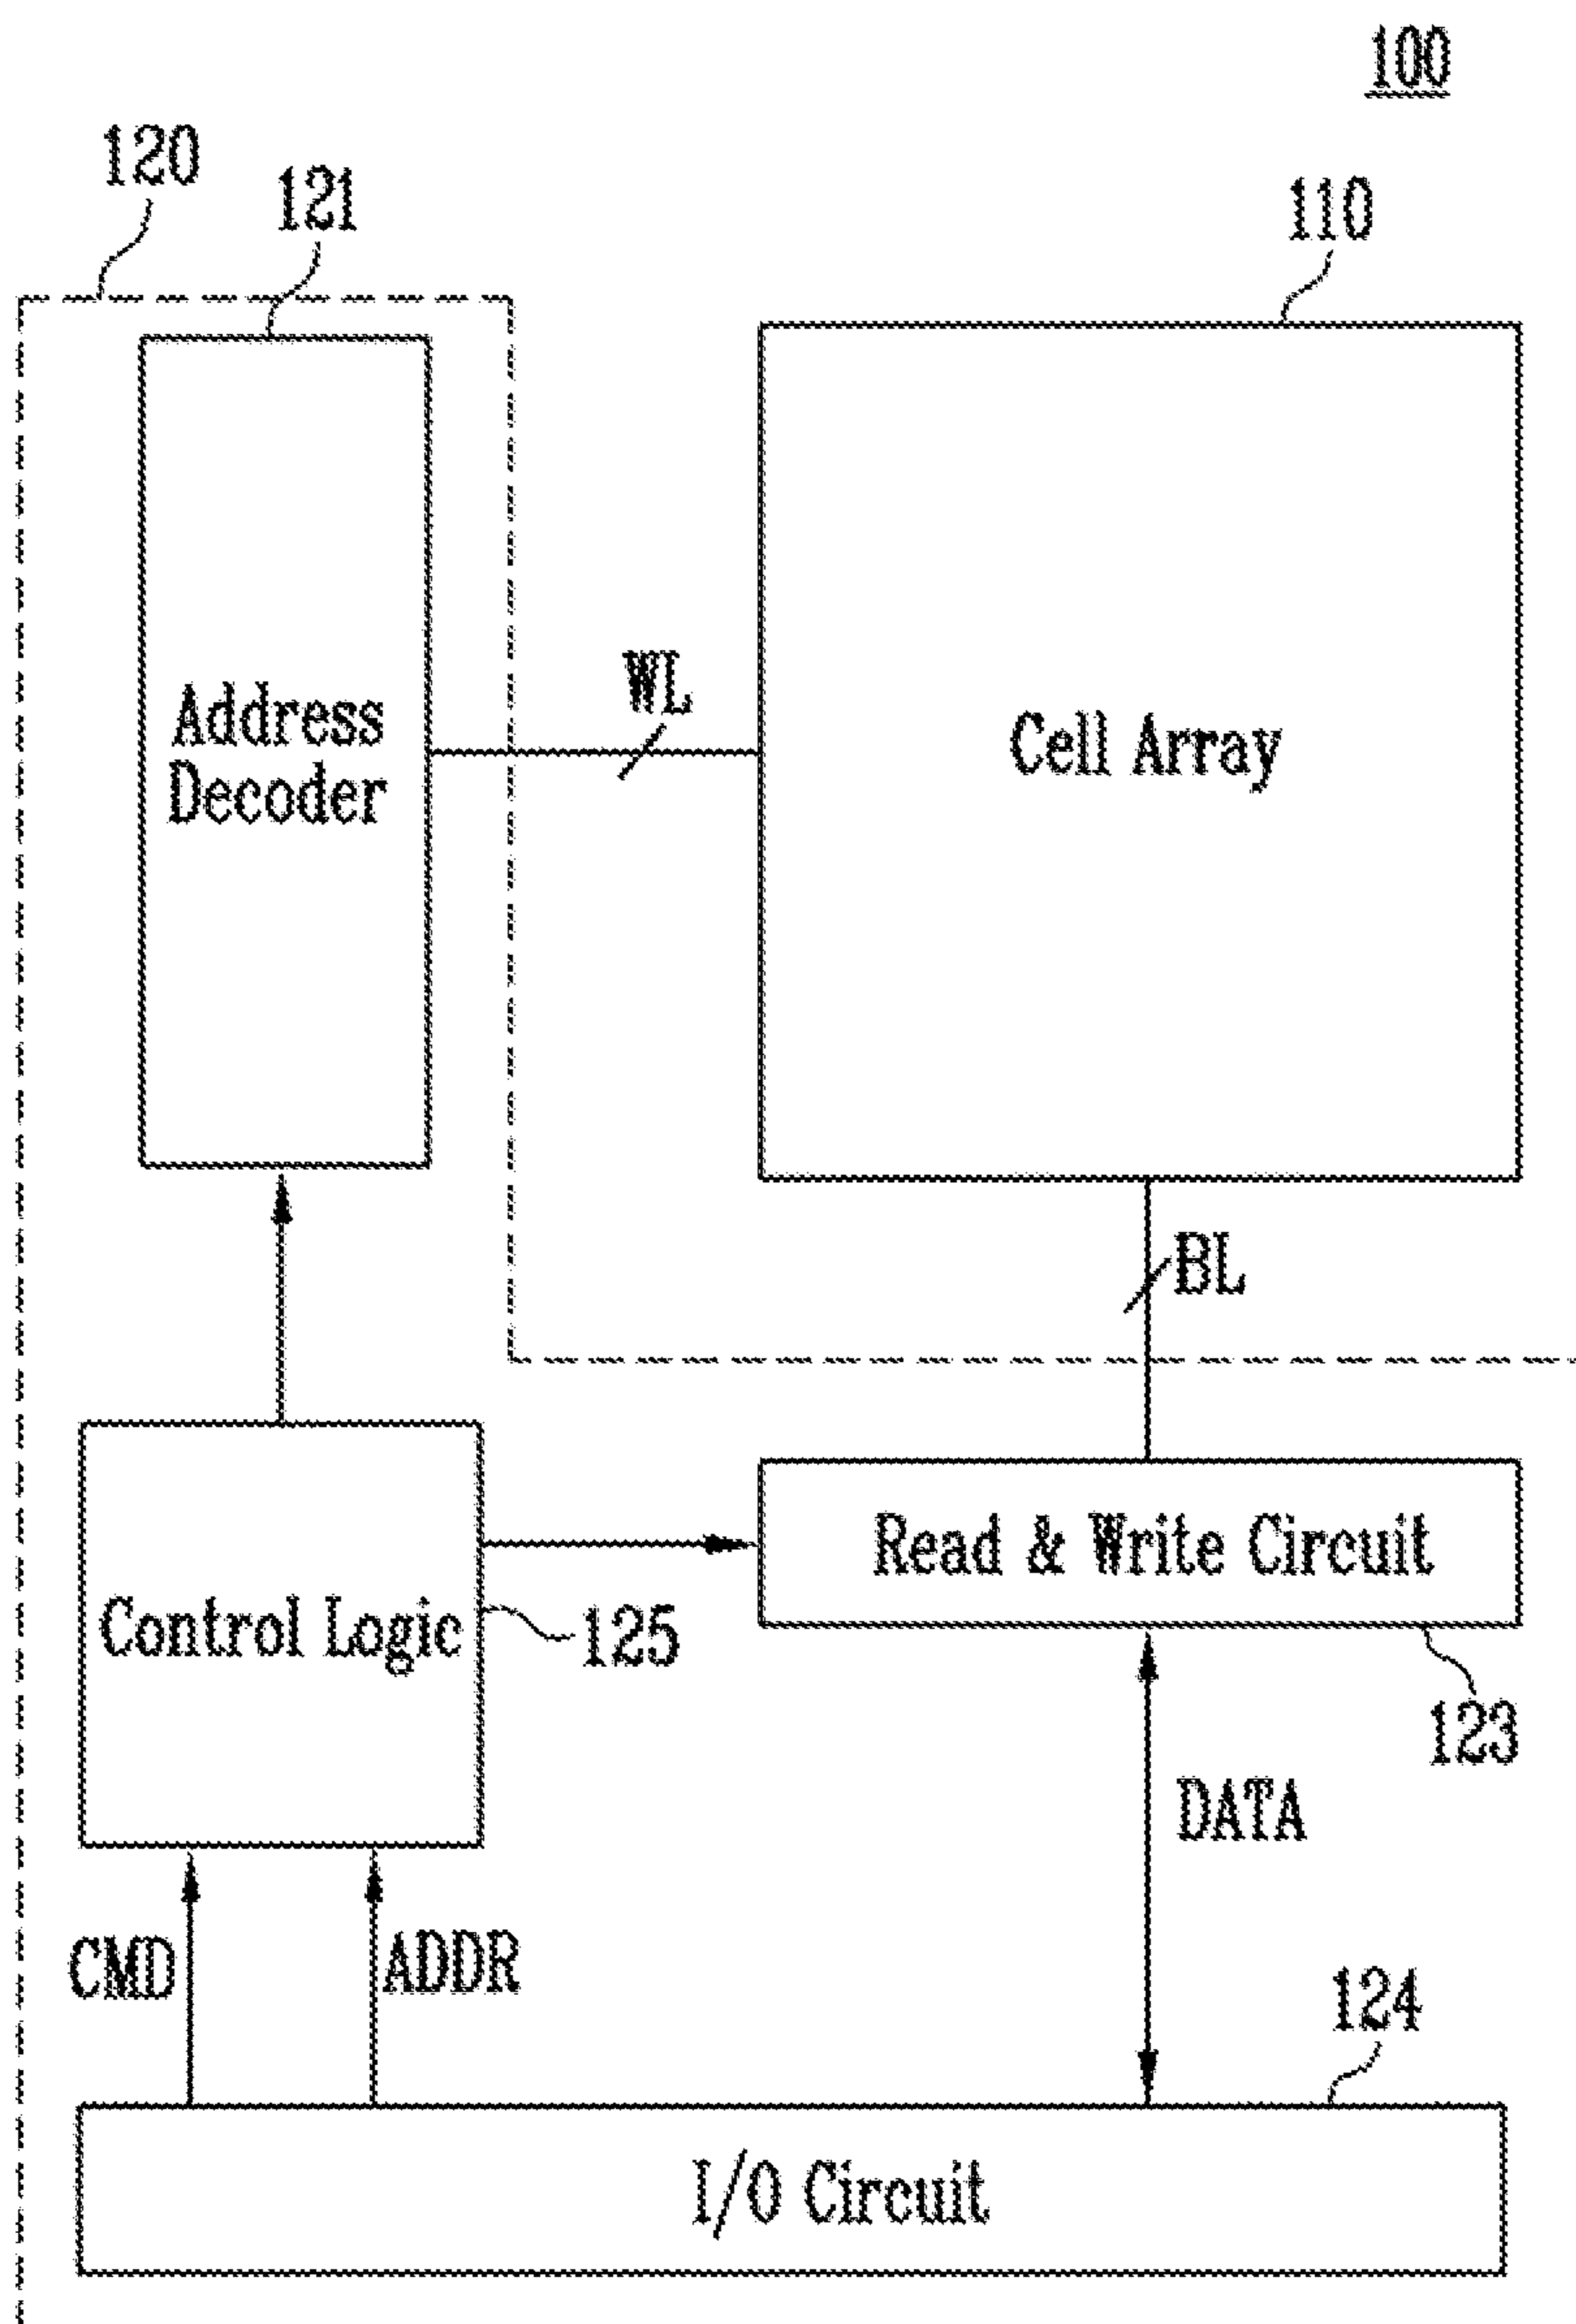 100
120
121
110
Address
Decoder
WL
Cell Array
BL
Read & Write Circuit
Control Logic
125
123
DATA
CMD
ADDR
124
I/O Circuit